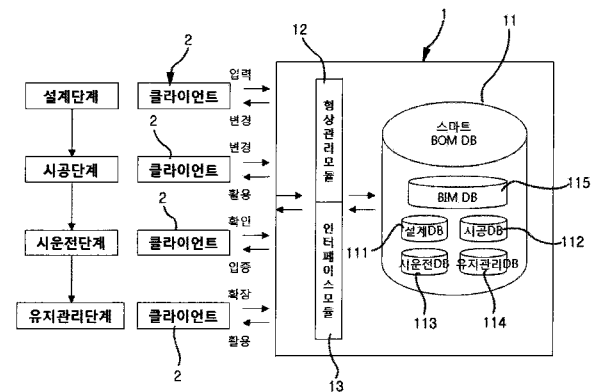 1
2
12
11
입력
설계단계
클라이언트
변경
스마트
BOM DB
형상관리모듈
2
변경
시공단계
클라이언트
활용
115
BIM DB
2
확인
시운전단계
클라이언트
입증
인터페이스모듈
111
설계DB
시공DB
112
시운전DB
유지관리DB
113
114
확장
유지관리단계
클라이언트
활용
2
13